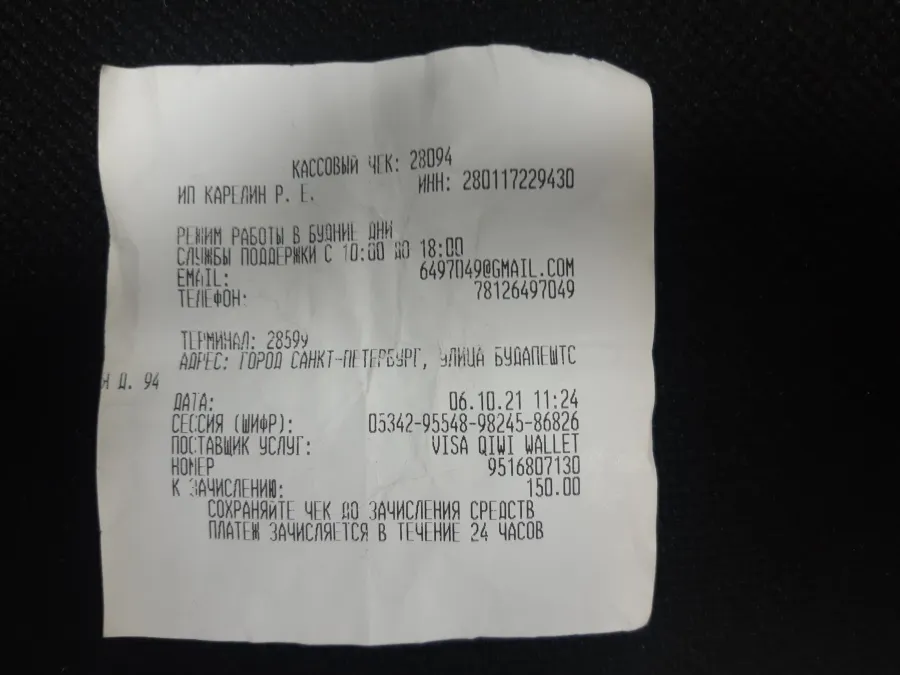 КАССОВЫЙ ЧЕК: 28094
ИП КАРЕЛИН Р. Е. ИНН: 280117229430
РЕЖИМ РАБОТЫ В БУДНИЕ ДНИ
СЛУЖБЫ ПОДДЕРЖКИ С 10:00 ДО 18:00
EMAIL: 6497049@GMAIL.COM
ТЕЛЕФОН: 78126497049
ТЕРМИНАЛ: 2859у
АДРЕС: ГОРОД САНКТ-ПЕТЕРБУРГ, УЛИЦА БУДАПЕШТС
Я Д. 94
ДАТА: 06.10.21 11:24
СЕССИЯ (ШИФР): 05342-95548-98245-86826
ПОСТАВЩИК УСЛУГ: VISA QIWI WALLET
НОМЕР 9516807130
К ЗАЧИСЛЕНИЮ: 150.00
СОХРАНЯЙТЕ ЧЕК ДО ЗАЧИСЛЕНИЯ СРЕДСТВ
ПЛАТЕЖ ЗАЧИСЛЯЕТСЯ В ТЕЧЕНИЕ 24 ЧАСОВ